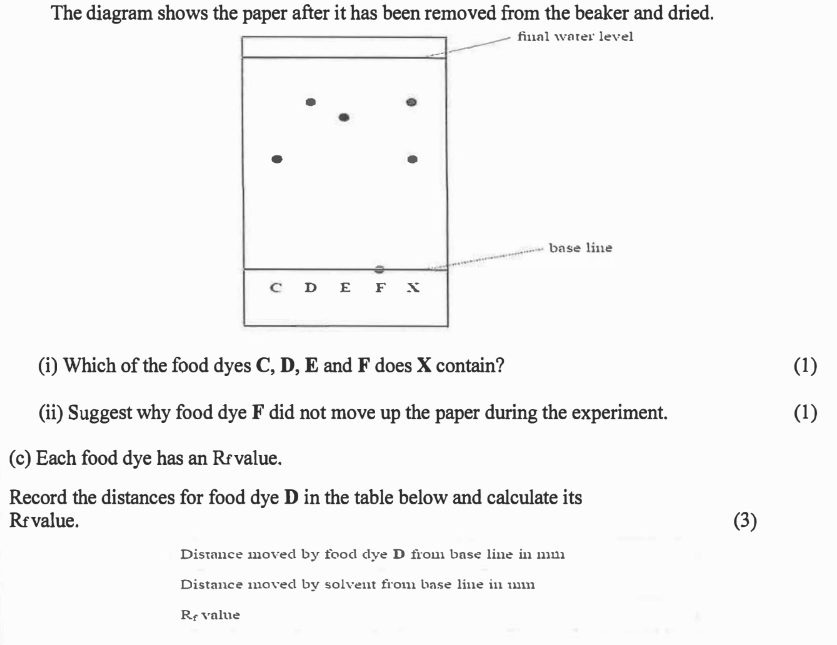 The diagram shows the paper after it has been removed from the beaker and dried.
final water level
base line
C D E F X
(i) Which of the food dyes C, D, E and F does X contain? (1)
(ii) Suggest why food dye F did not move up the paper during the experiment. (1)
(c) Each food dye has an Rf value.
Record the distances for food dye D in the table below and calculate its
Rf value. (3)
Distance moved by food dye D from base line in mm
Distance moved by solvent from base line in mm
Rf value